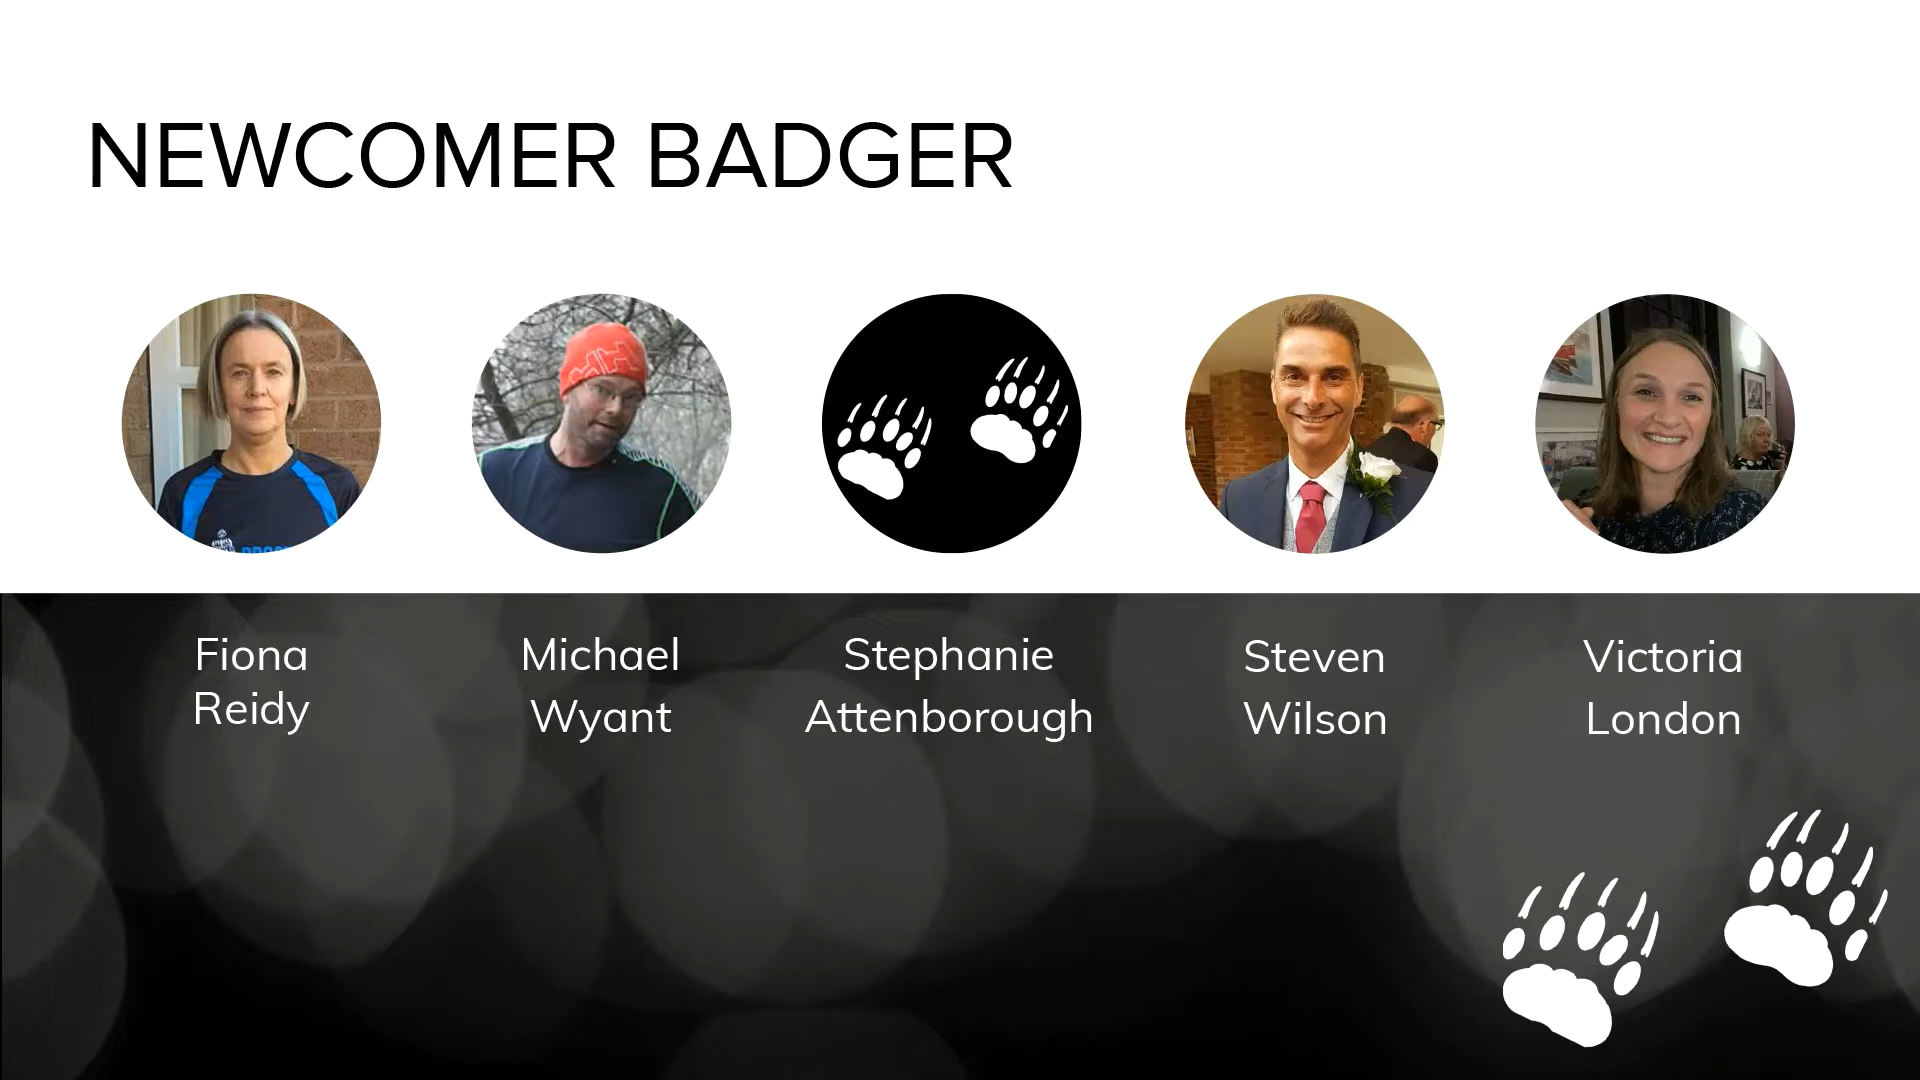 NEWCOMER BADGER
Fiona
Reidy
Michael
Wyant
Stephanie
Attenborough
Steven
Wilson
Victoria
London